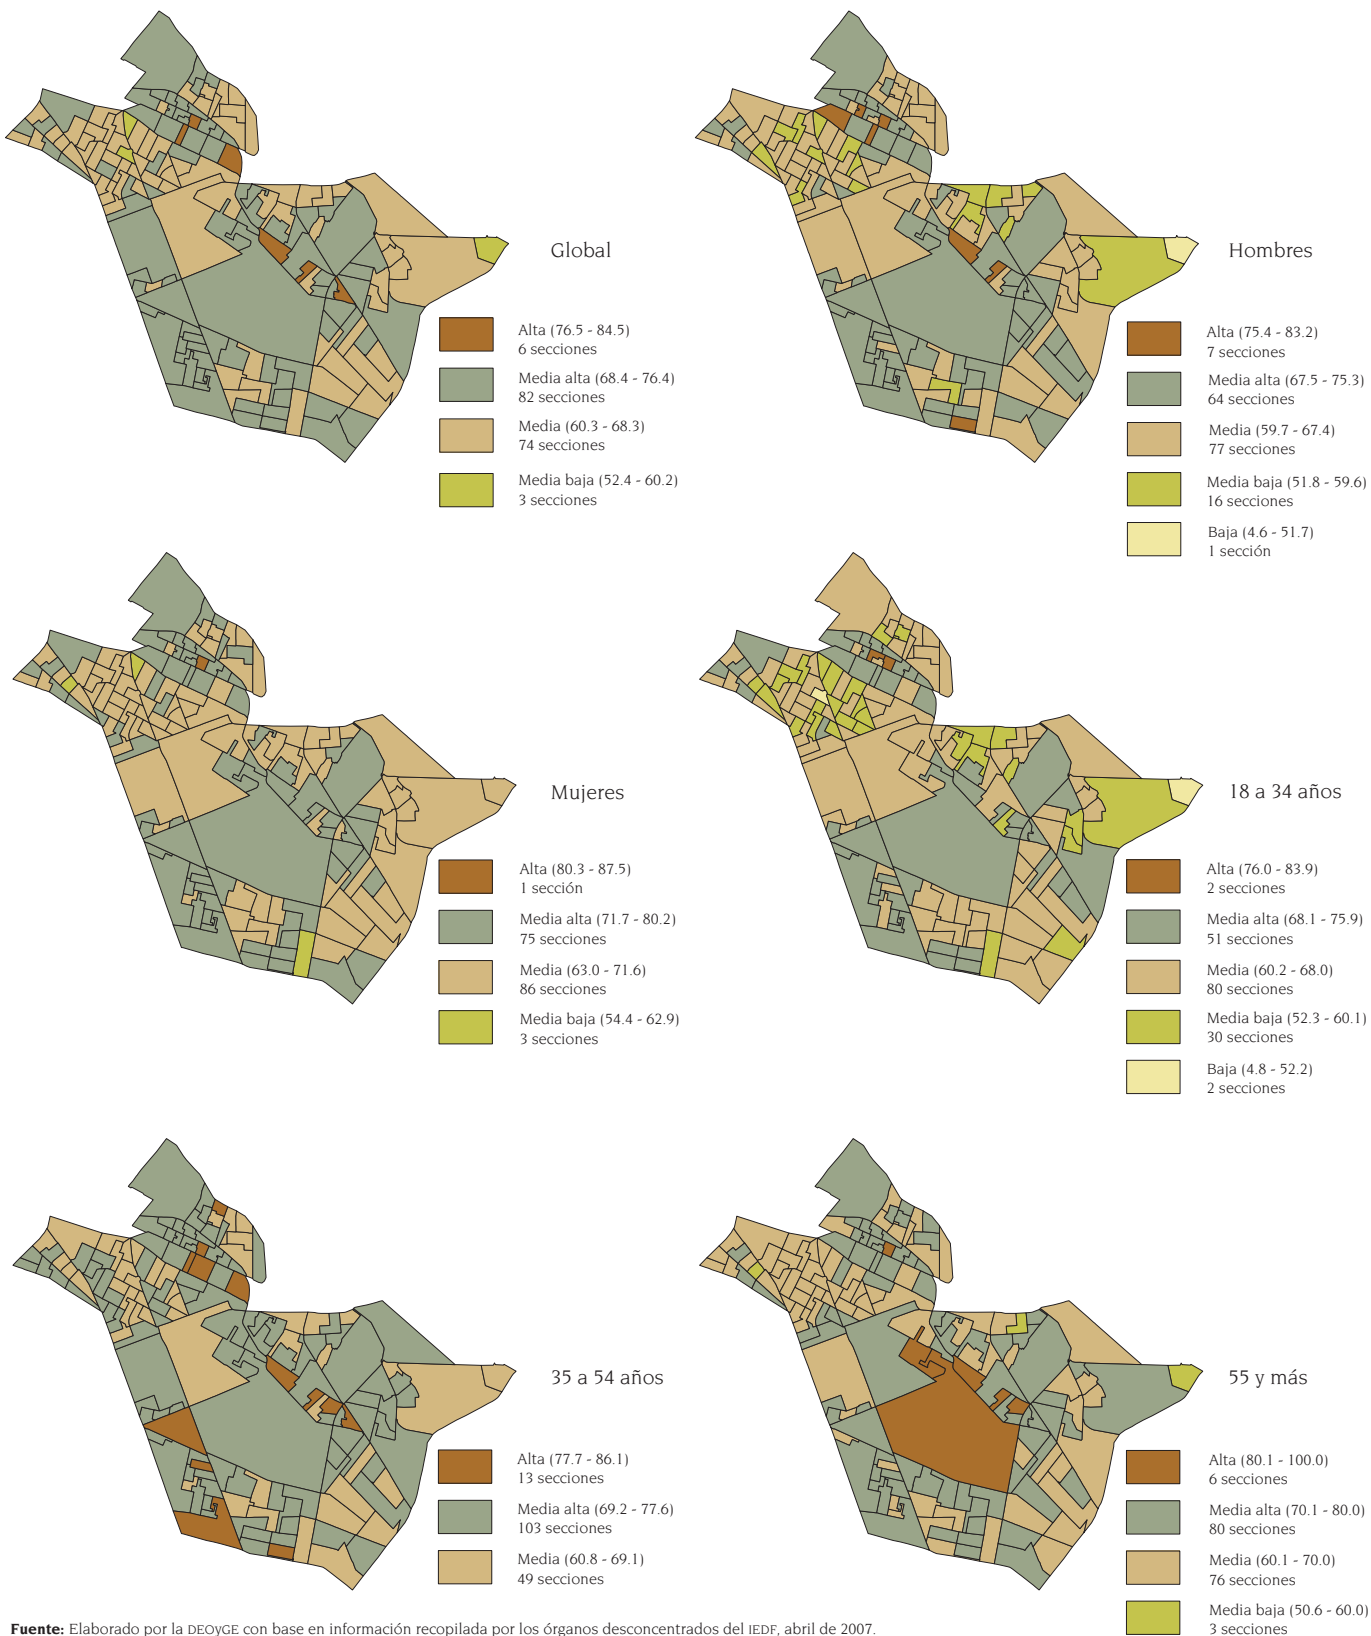 Global
Alta (76.5 - 84.5)
6 secciones
Media alta (68.4 - 76.4)
82 secciones
Media (60.3 - 68.3)
74 secciones
Media baja (52.4 - 60.2)
3 secciones
Hombres
Alta (75.4 - 83.2)
7 secciones
Media alta (67.5 - 75.3)
64 secciones
Media (59.7 - 67.4)
77 secciones
Media baja (51.8 - 59.6)
16 secciones
Baja (4.6 - 51.7)
1 sección
Mujeres
Alta (80.3 - 87.5)
1 sección
Media alta (71.7 - 80.2)
75 secciones
Media (63.0 - 71.6)
86 secciones
Media baja (54.4 - 62.9)
3 secciones
18 a 34 años
Alta (76.0 - 83.9)
2 secciones
Media alta (68.1 - 75.9)
51 secciones
Media (60.2 - 68.0)
80 secciones
Media baja (52.3 - 60.1)
30 secciones
Baja (4.8 - 52.2)
2 secciones
35 a 54 años
Alta (77.7 - 86.1)
13 secciones
Media alta (69.2 - 77.6)
103 secciones
Media (60.8 - 69.1)
49 secciones
55 y más
Alta (80.1 - 100.0)
6 secciones
Media alta (70.1 - 80.0)
80 secciones
Media (60.1 - 70.0)
76 secciones
Media baja (50.6 - 60.0)
3 secciones
Fuente: Elaborado por la DEOyGE con base en información recopilada por los órganos desconcentrados del IEDF, abril de 2007.